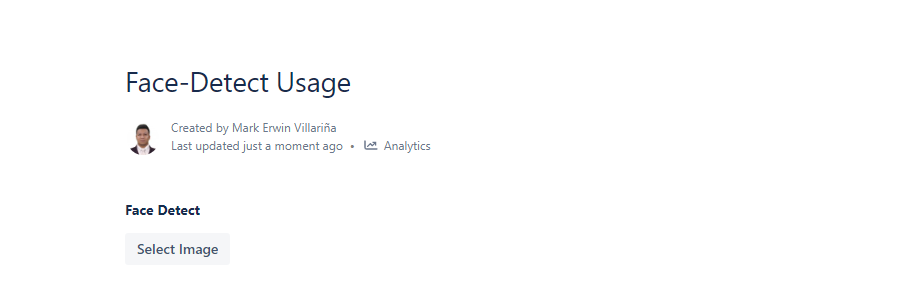 Face-Detect Usage
Created by Mark Erwin Villariña
Last updated just a moment ago • Analytics
Face Detect
Select Image